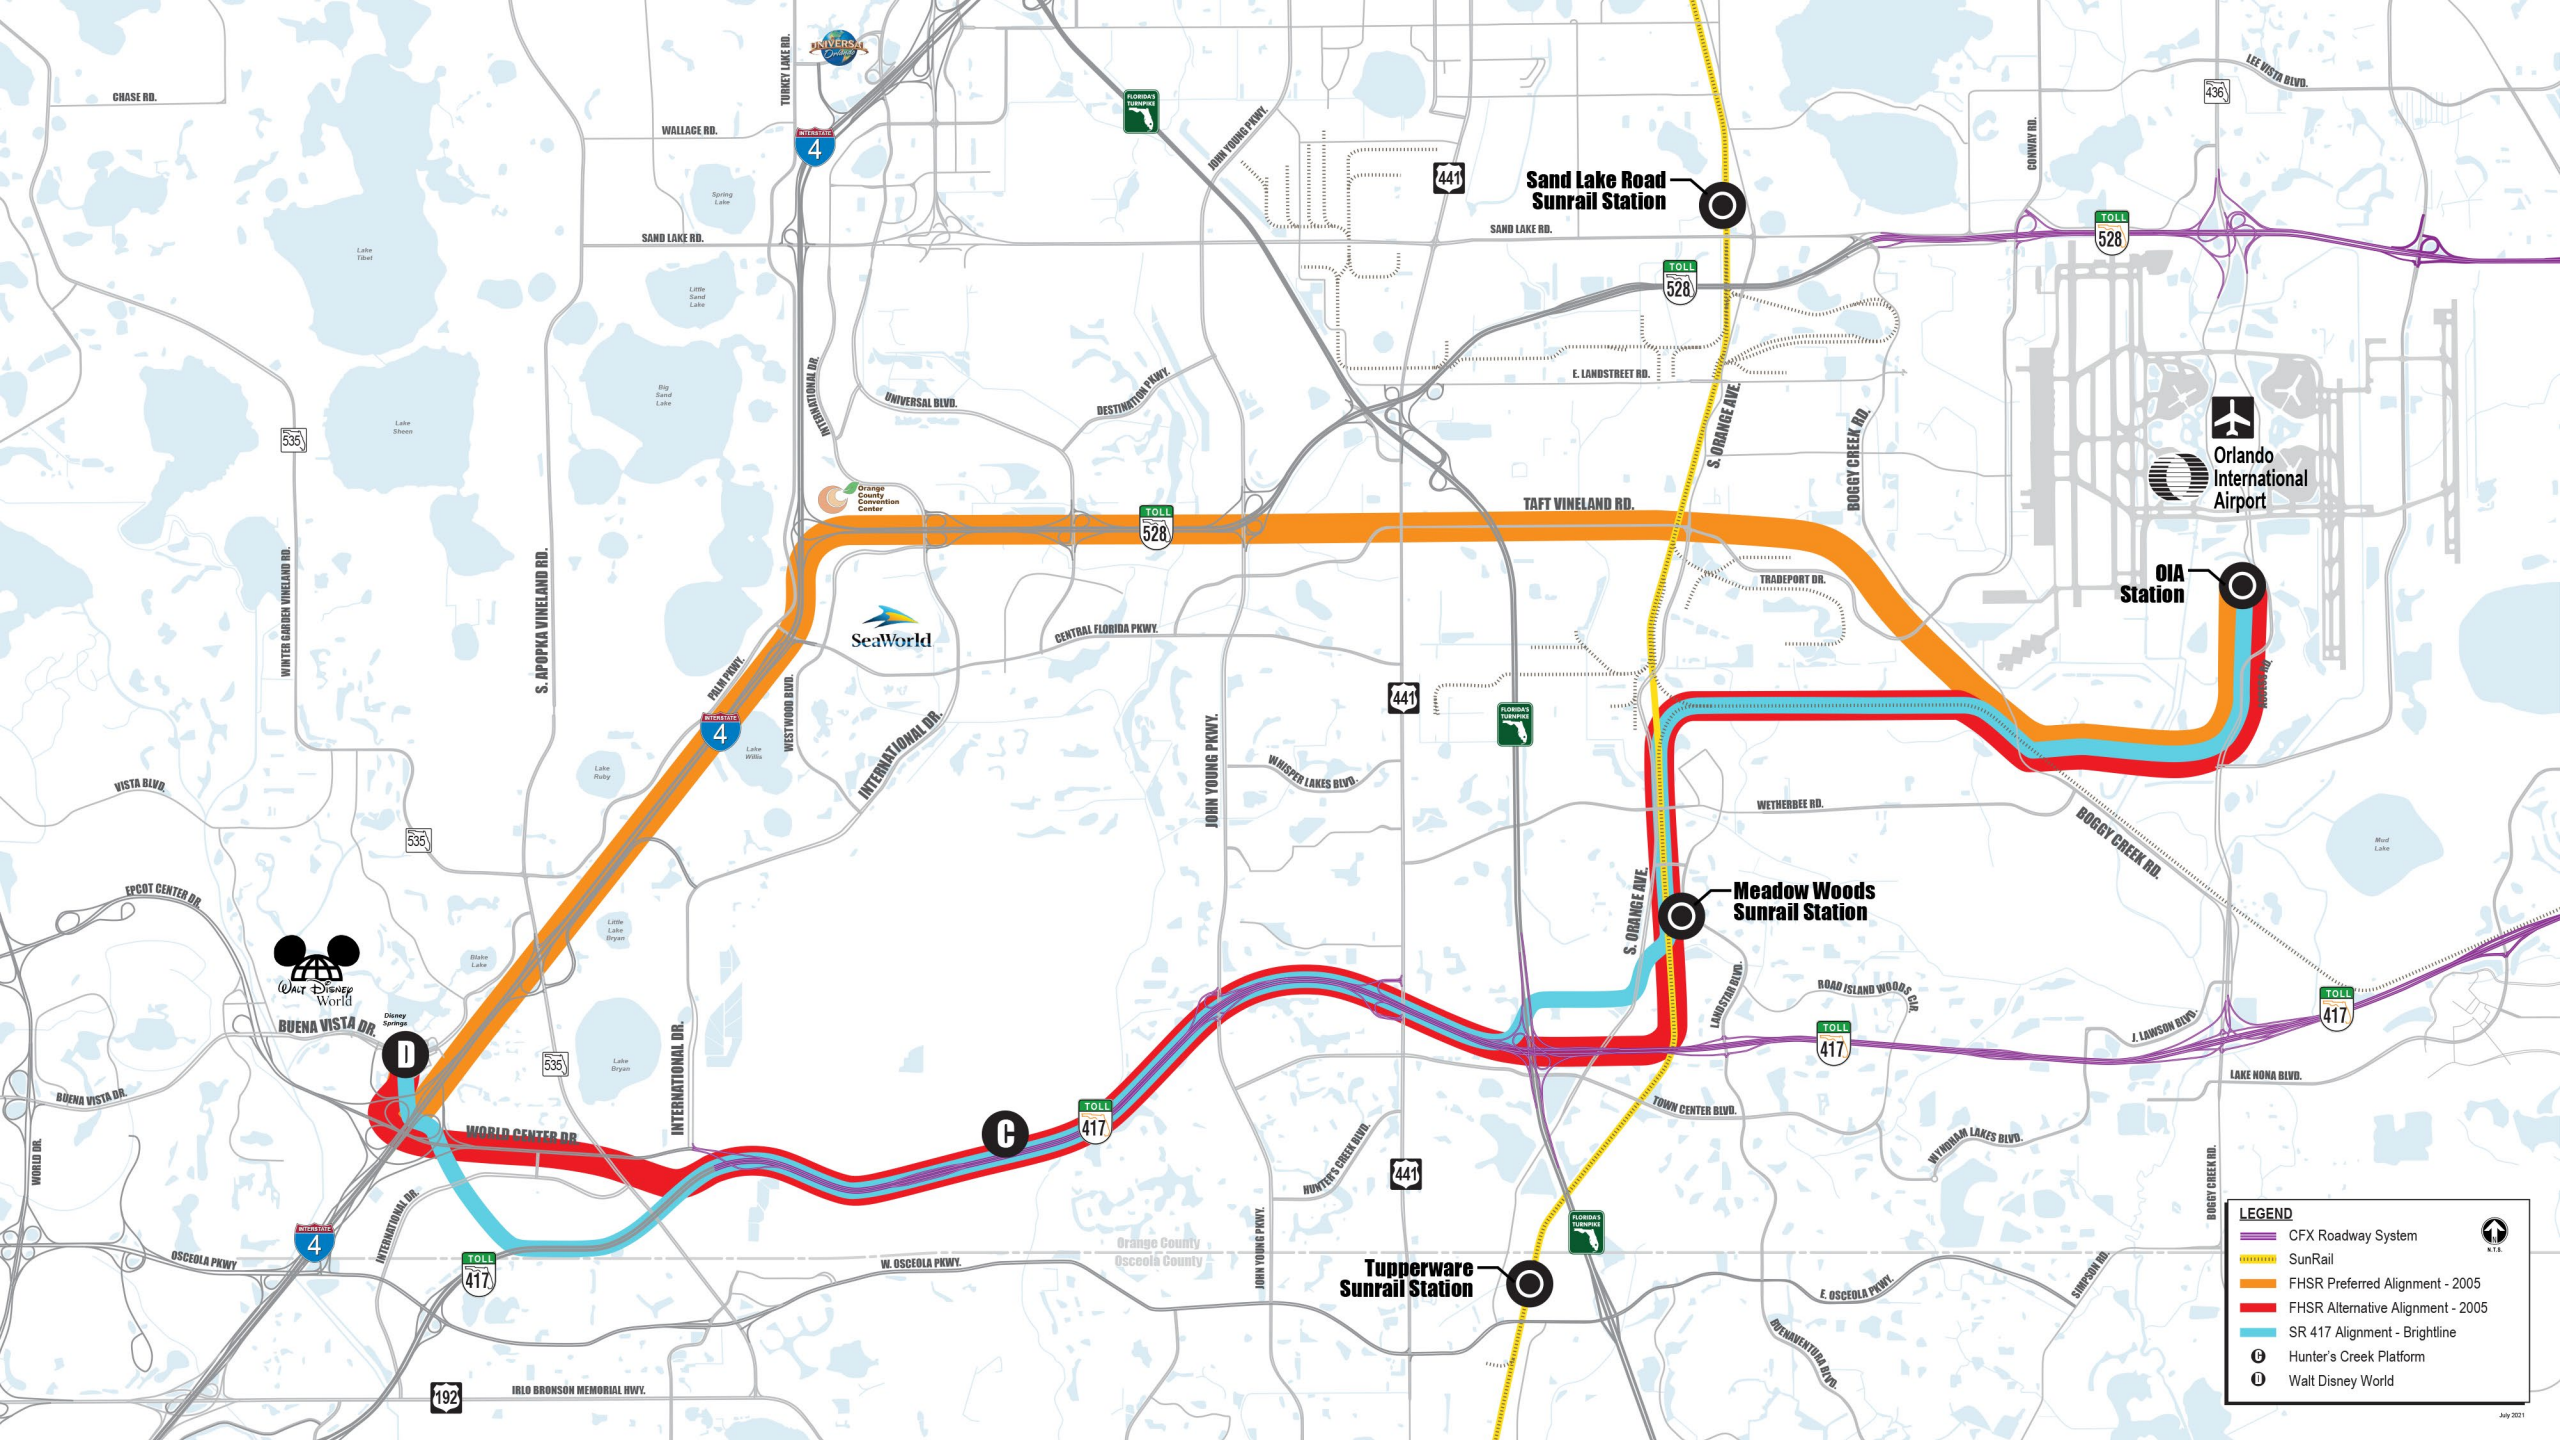 CHASE RD.
WALLACE RD.
TURKEY LAKE RD.
UNIVERSAL
Orlando
INTERSTATE
4
FLORIDA'S
TURNPIKE
JOHN YOUNG PKWY.
441
Sand Lake Road
Sunrail Station
CONWAY RD.
436
LEE VISTA BLVD.
Spring
Lake
Lake
Tibet
SAND LAKE RD.
SAND LAKE RD.
TOLL
528
TOLL
528
Little
Sand
Lake
Big
Sand
Lake
Lake
Sheen
535
INTERNATIONAL DR.
UNIVERSAL BLVD.
DESTINATION PKWY.
E. LANDSTREET RD.
S. ORANGE AVE.
BOGGY CREEK RD.
Orlando
International
Airport
Orange
County
Convention
Center
TOLL
528
TAFT VINELAND RD.
TRADEPORT DR.
OIA
Station
WINTER GARDEN VINELAND RD.
S. APOPKA VINELAND RD.
PALM PKWY.
SeaWorld
CENTRAL FLORIDA PKWY.
WESTWOOD BLVD.
INTERSTATE
4
Lake
Willis
Lake
Ruby
INTERNATIONAL DR.
JOHN YOUNG PKWY.
441
FLORIDA'S
TURNPIKE
WHISPER LAKES BLVD.
WETHERBEE RD.
BOGGY CREEK RD.
Mud
Lake
VISTA BLVD.
535
EPCOT CENTER DR.
Little
Lake
Bryan
Blake
Lake
WALT DISNEY
World
Disney
Springs
BUENA VISTA DR.
D
BUENA VISTA DR.
535
Lake
Bryan
INTERNATIONAL DR.
S. ORANGE AVE.
Meadow Woods
Sunrail Station
LANDSTAR BLVD.
ROAD ISLAND WOODS CIR.
TOLL
417
TOLL
417
J. LAWSON BLVD.
LAKE NONA BLVD.
WORLD DR.
WORLD CENTER DR
C
TOLL
417
TOWN CENTER BLVD.
WYNDHAM LAKES BLVD.
HUNTER'S CREEK BLVD.
441
BOGGY CREEK RD.
INTERSTATE
4
INTERNATIONAL DR.
OSCEOLA PKWY
TOLL
417
W. OSCEOLA PKWY.
Orange County
Osceola County
JOHN YOUNG PKWY.
FLORIDA'S
TURNPIKE
Tupperware
Sunrail Station
E. OSCEOLA PKWY.
SIMPSON RD.
BUENAVENTURA BLVD.
192
IRLO BRONSON MEMORIAL HWY.
LEGEND
N
N.T.S.
CFX Roadway System
SunRail
FHSR Preferred Alignment - 2005
FHSR Alternative Alignment - 2005
SR 417 Alignment - Brightline
C Hunter's Creek Platform
D Walt Disney World
July 2021